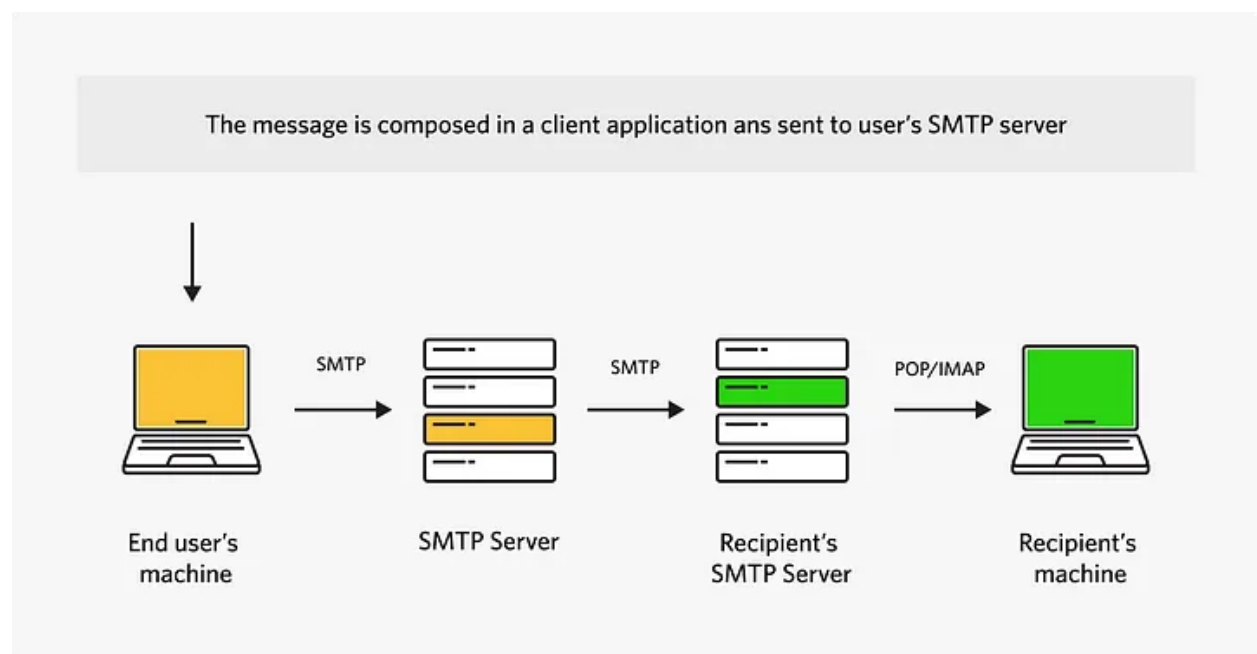 The message is composed in a client application ans sent to user's SMTP server
SMTP
SMTP
POP/IMAP
End user's
machine
SMTP Server
Recipient's
SMTP Server
Recipient's
machine